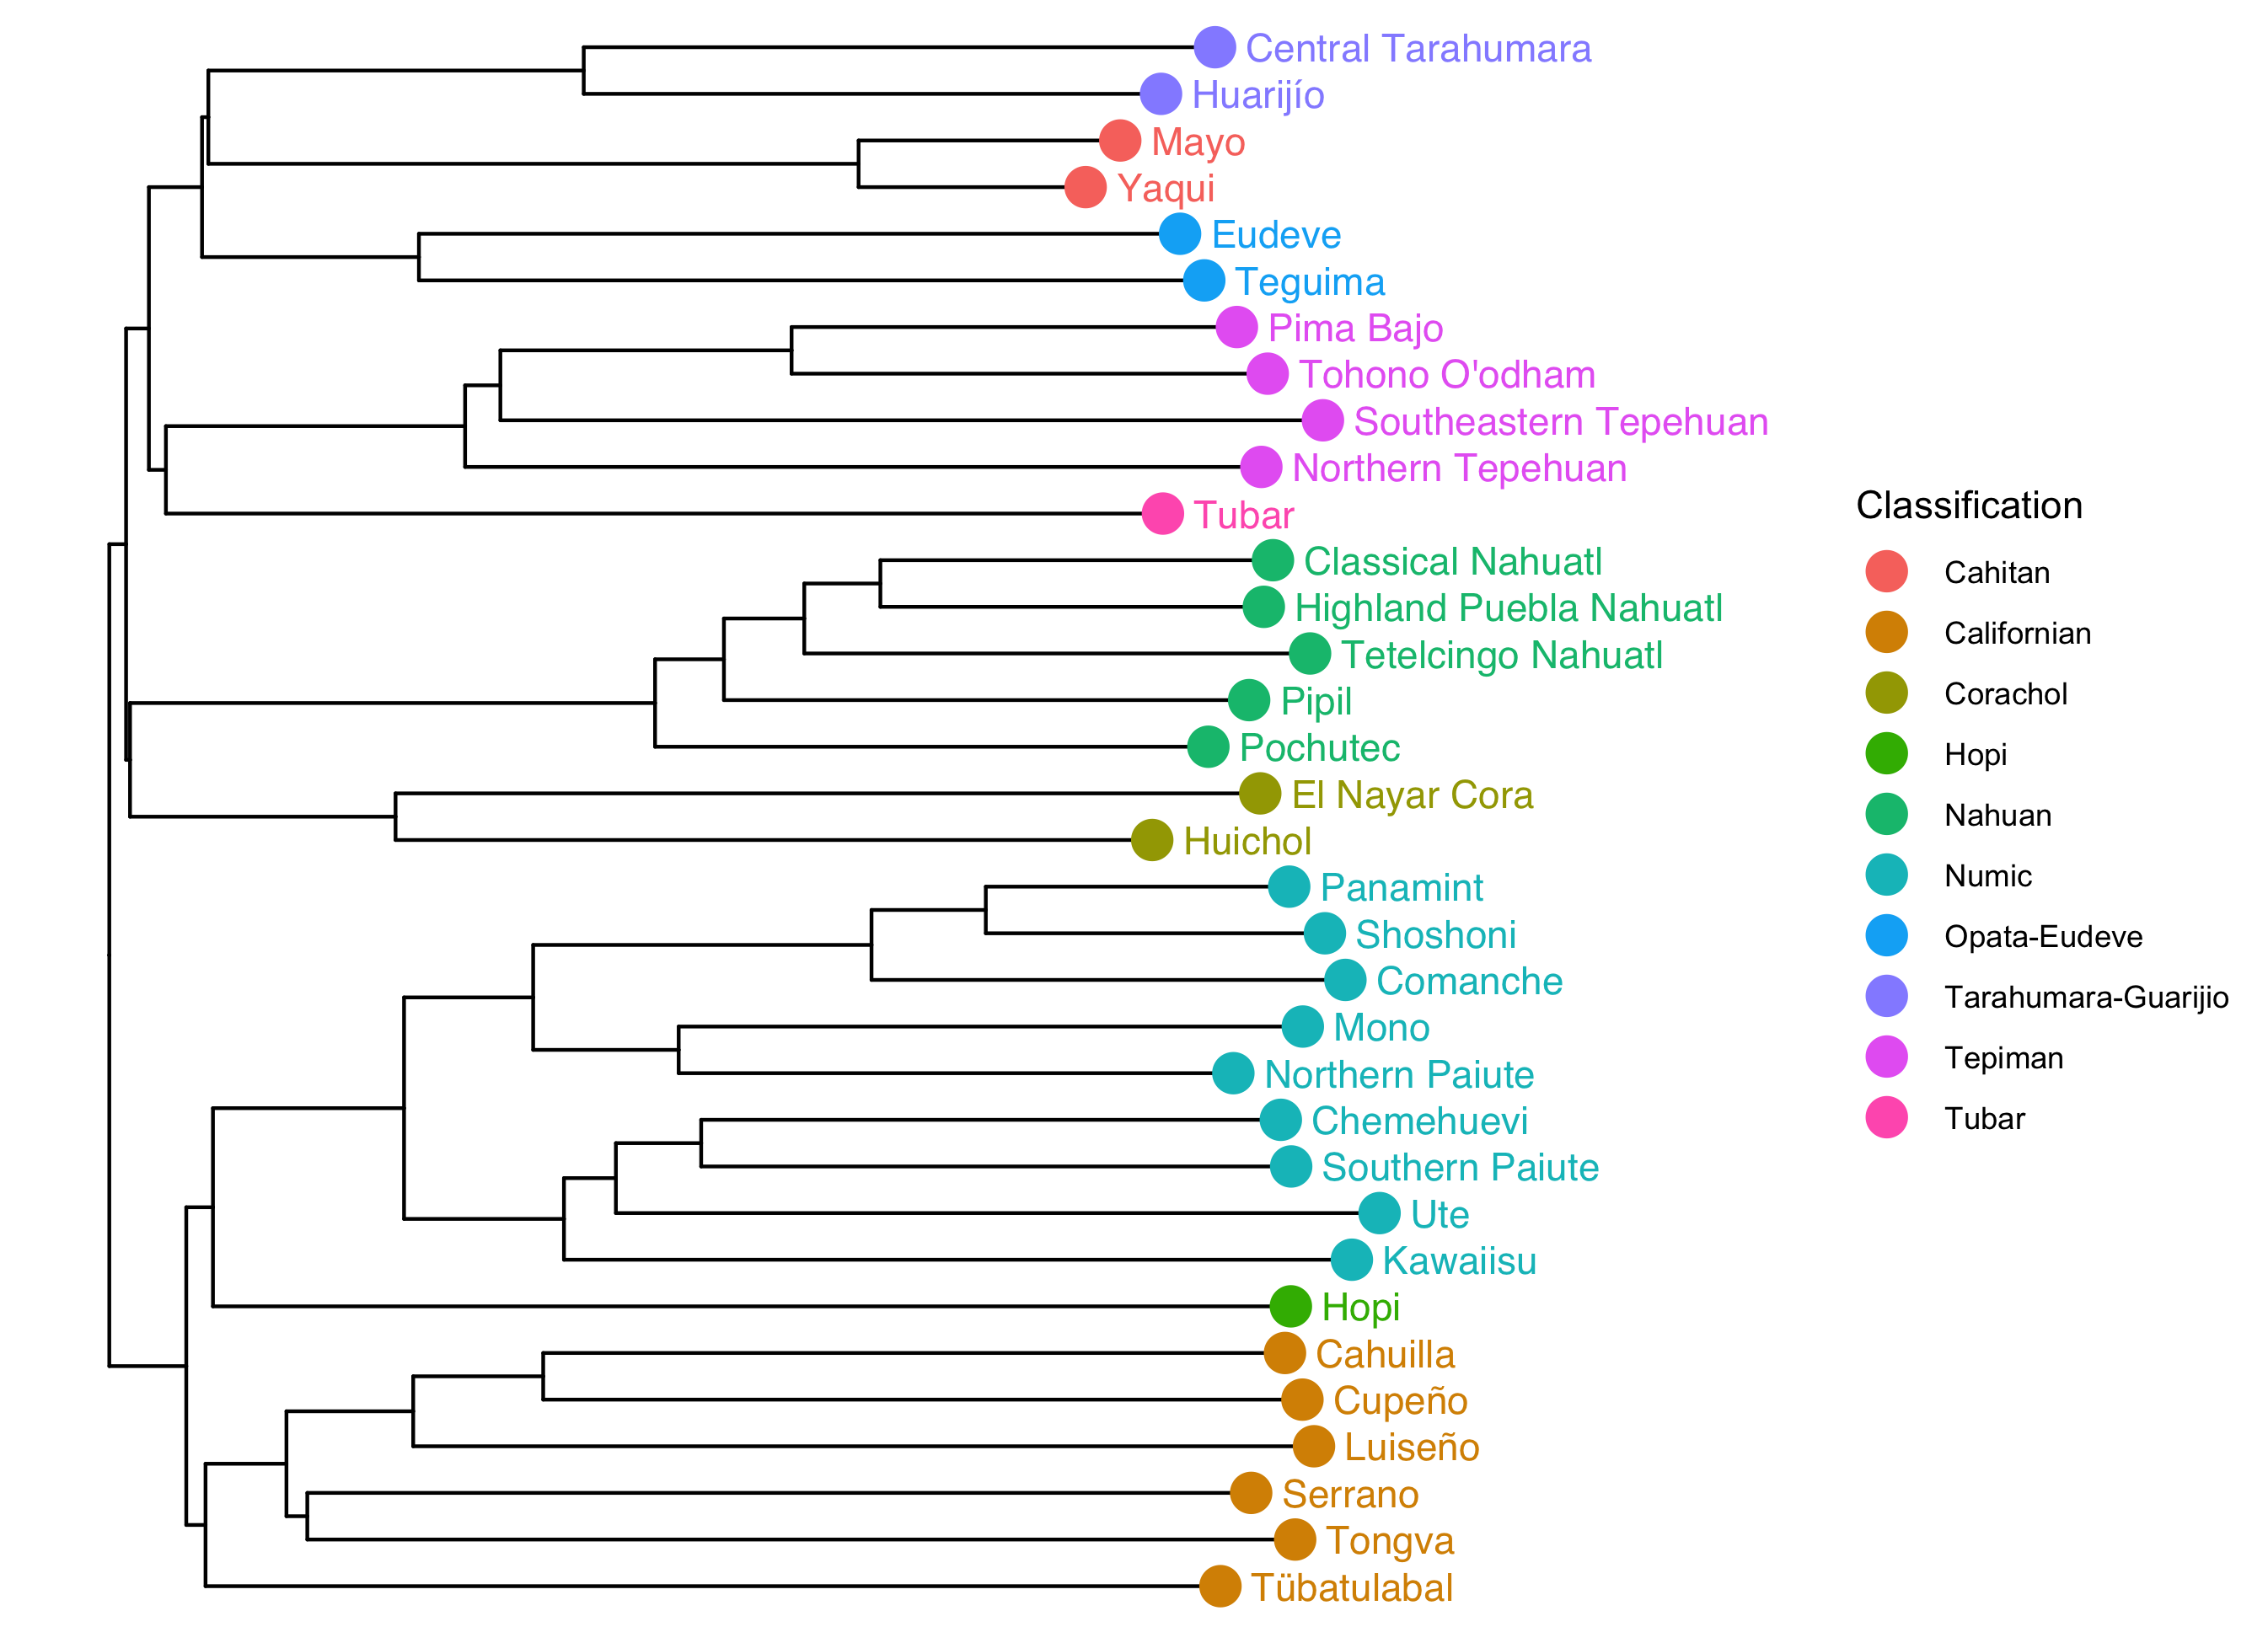 Central Tarahumara
Huarijío
Mayo
Yaqui
Eudeve
Teguima
Pima Bajo
Tohono O'odham
Southeastern Tepehuan
Northern Tepehuan
Tubar
Classical Nahuatl
Highland Puebla Nahuatl
Tetelcingo Nahuatl
Pipil
Pochutec
El Nayar Cora
Huichol
Panamint
Shoshoni
Comanche
Mono
Northern Paiute
Chemehuevi
Southern Paiute
Ute
Kawaiisu
Hopi
Cahuilla
Cupeño
Luiseño
Serrano
Tongva
Tübatulabal
Classification
Cahitan
Californian
Corachol
Hopi
Nahuan
Numic
Opata-Eudeve
Tarahumara-Guarijio
Tepiman
Tubar